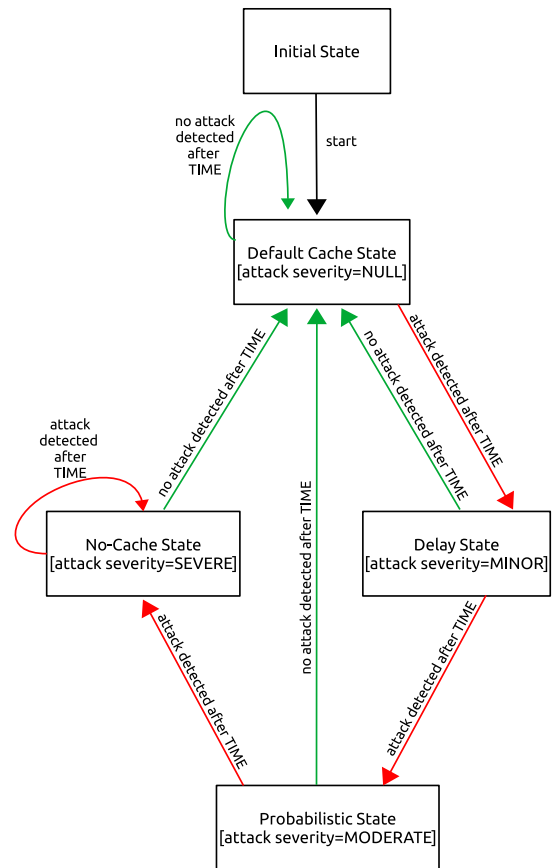 Initial State
start
no attack
detected
after
TIME
Default Cache State
[attack severity=NULL]
no attack detected after TIME
no attack detected after TIME
no attack detected after TIME
attack detected after TIME
attack
detected
after
TIME
No-Cache State
[attack severity=SEVERE]
Delay State
[attack severity=MINOR]
attack detected after TIME
attack detected after TIME
Probabilistic State
[attack severity=MODERATE]